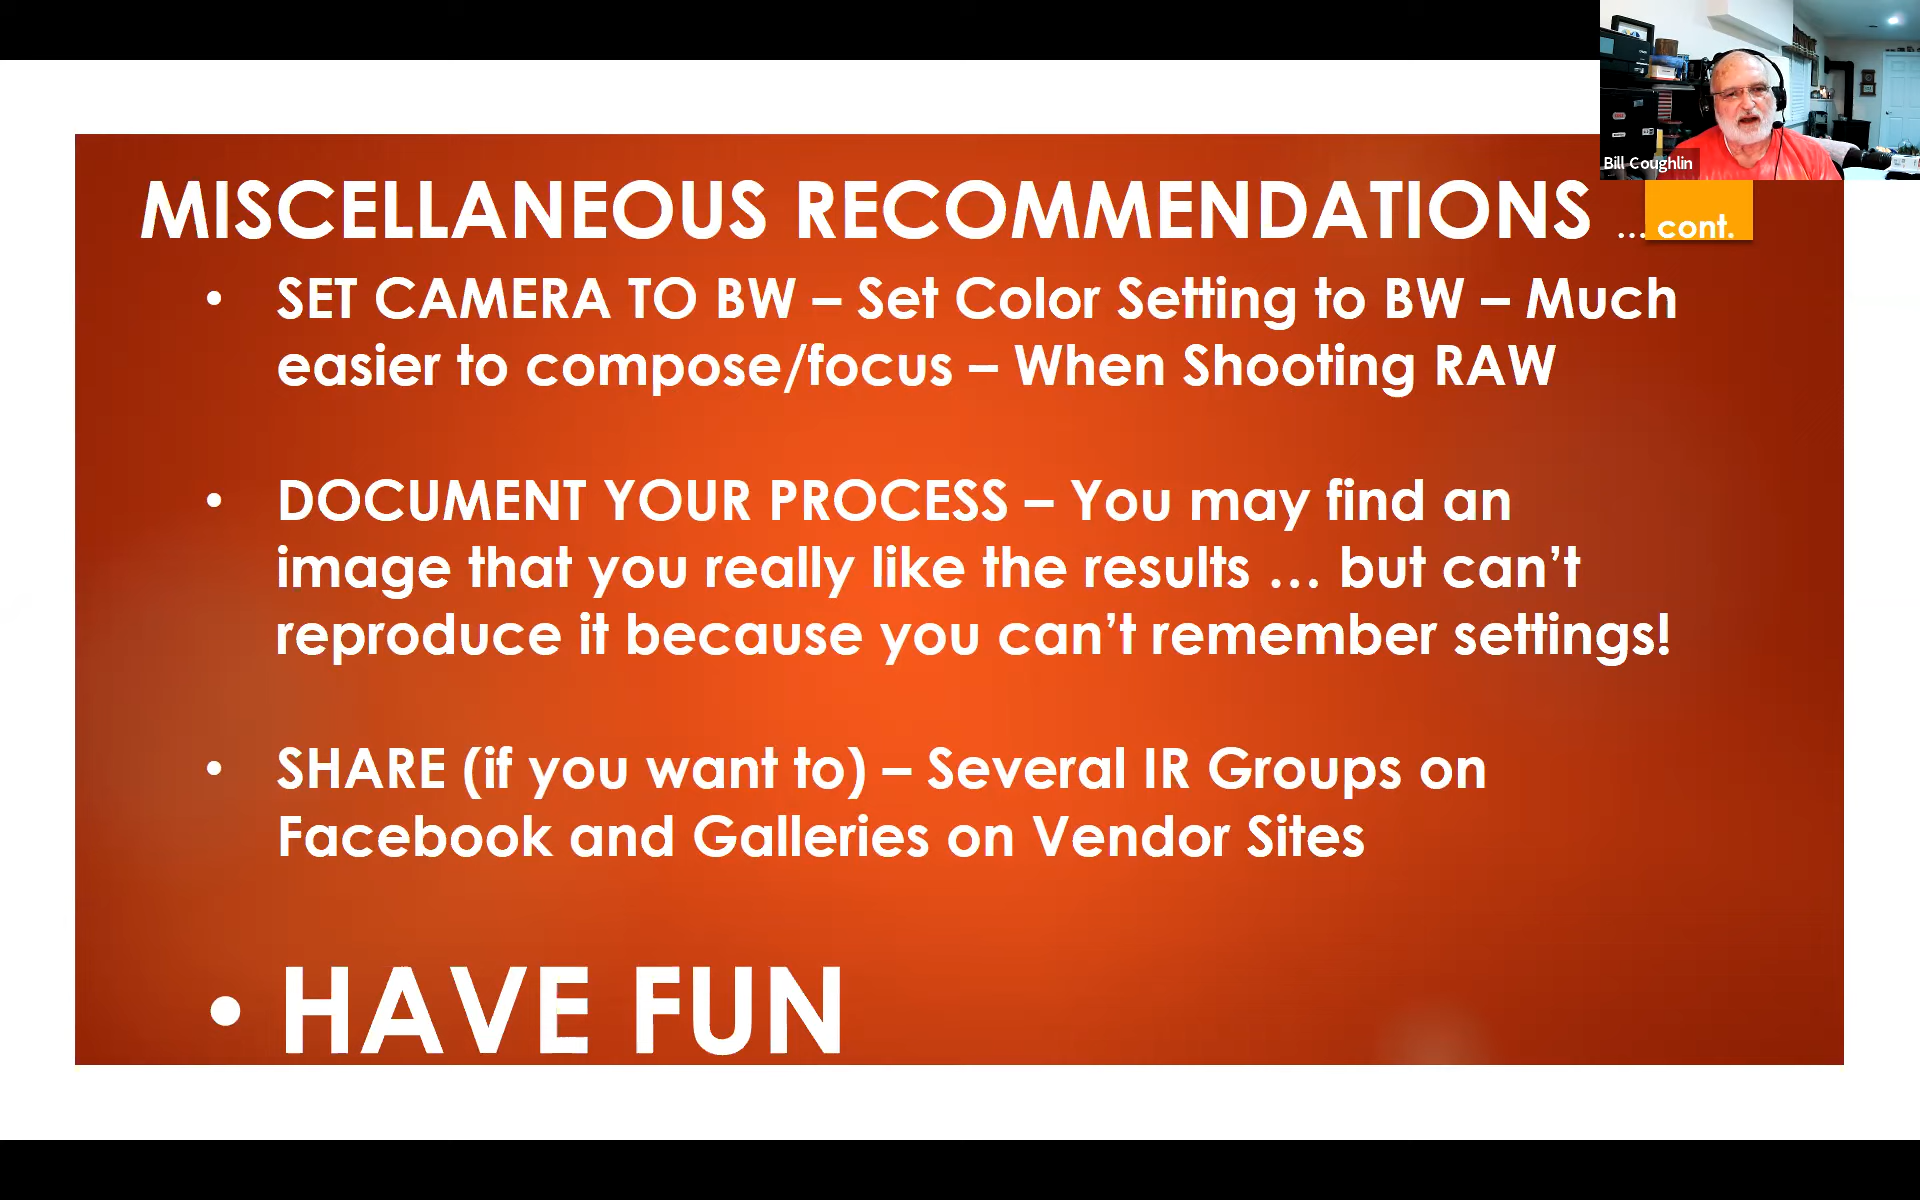 Bill Coughlin
MISCELLANEOUS RECOMMENDATIONS ... cont.
• SET CAMERA TO BW – Set Color Setting to BW – Much
easier to compose/focus – When Shooting RAW
• DOCUMENT YOUR PROCESS – You may find an
image that you really like the results … but can’t
reproduce it because you can’t remember settings!
• SHARE (if you want to) – Several IR Groups on
Facebook and Galleries on Vendor Sites
• HAVE FUN